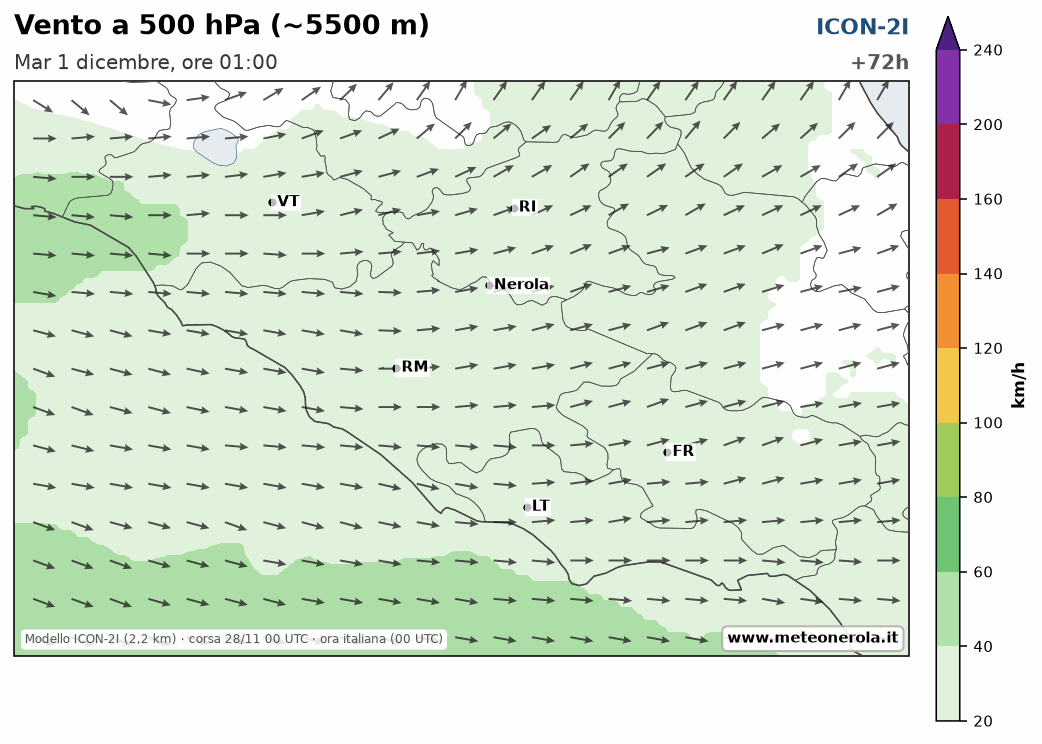 Vento a 500 hPa (~5500 m)
ICON-2I
Mar 1 dicembre, ore 01:00
+72h
VT
RI
Nerola
RM
FR
LT
Modello ICON-2I (2,2 km) · corsa 28/11 00 UTC · ora italiana (00 UTC)
www.meteonerola.it
240
200
160
140
120
100
80
60
40
20
km/h